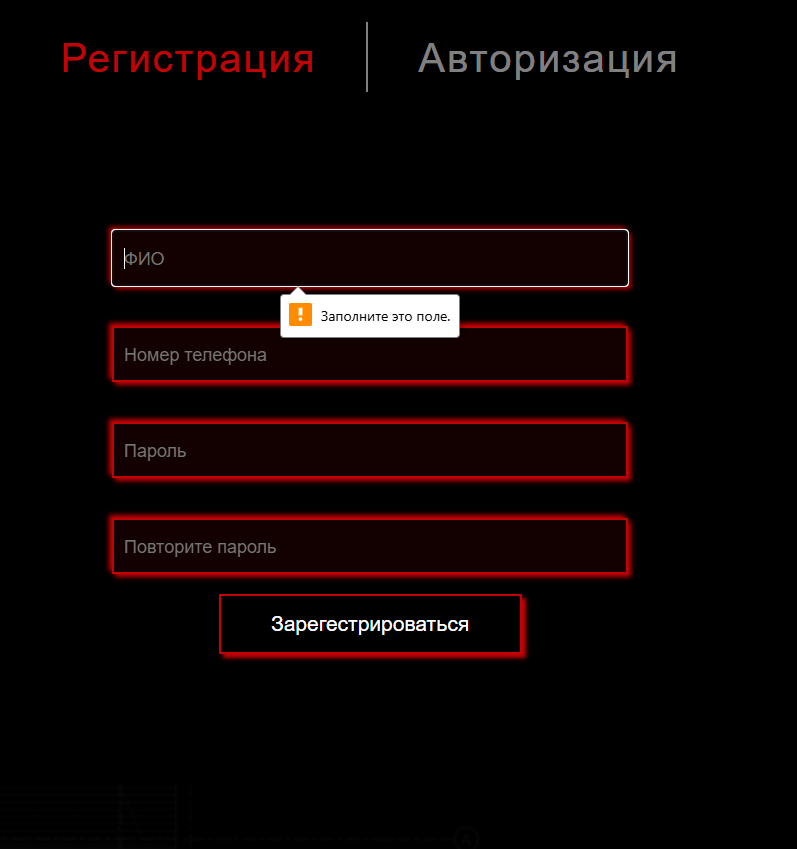 Регистрация
Авторизация
ФИО
Заполните это поле.
Номер телефона
Пароль
Повторите пароль
Зарегестрироваться